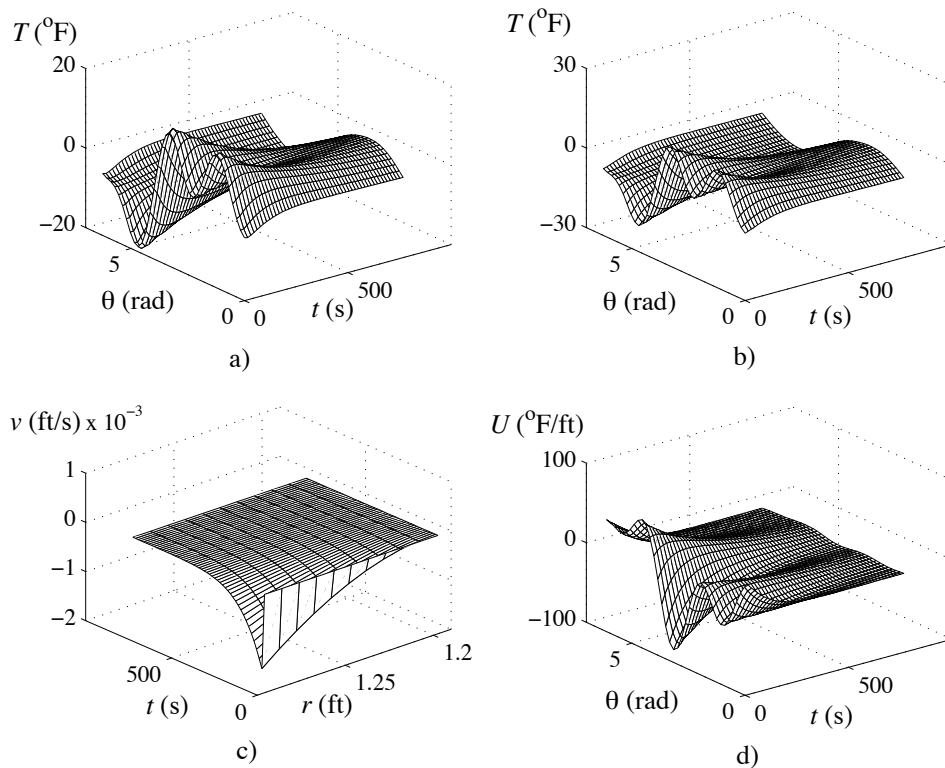 T (°F)
20
0
−20
5
θ (rad)
0
0
t (s)
500
a)
T (°F)
30
0
−30
5
θ (rad)
0
0
t (s)
500
b)
v (ft/s) x 10⁻³
1
0
−1
−2
500
t (s)
0
r (ft)
1.25
1.2
c)
U (°F/ft)
100
0
−100
5
θ (rad)
0
0
t (s)
500
d)